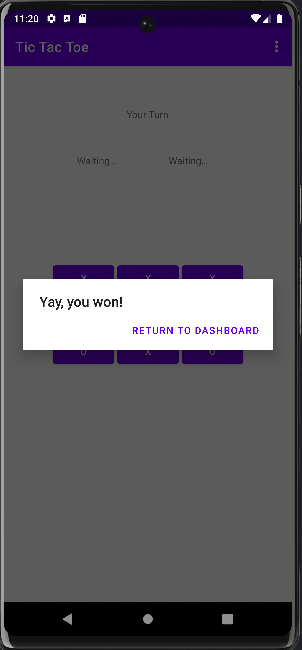 11:20
Tic Tac Toe
Your Turn
Waiting... Waiting...
X X X
Yay, you won!
RETURN TO DASHBOARD
O X O